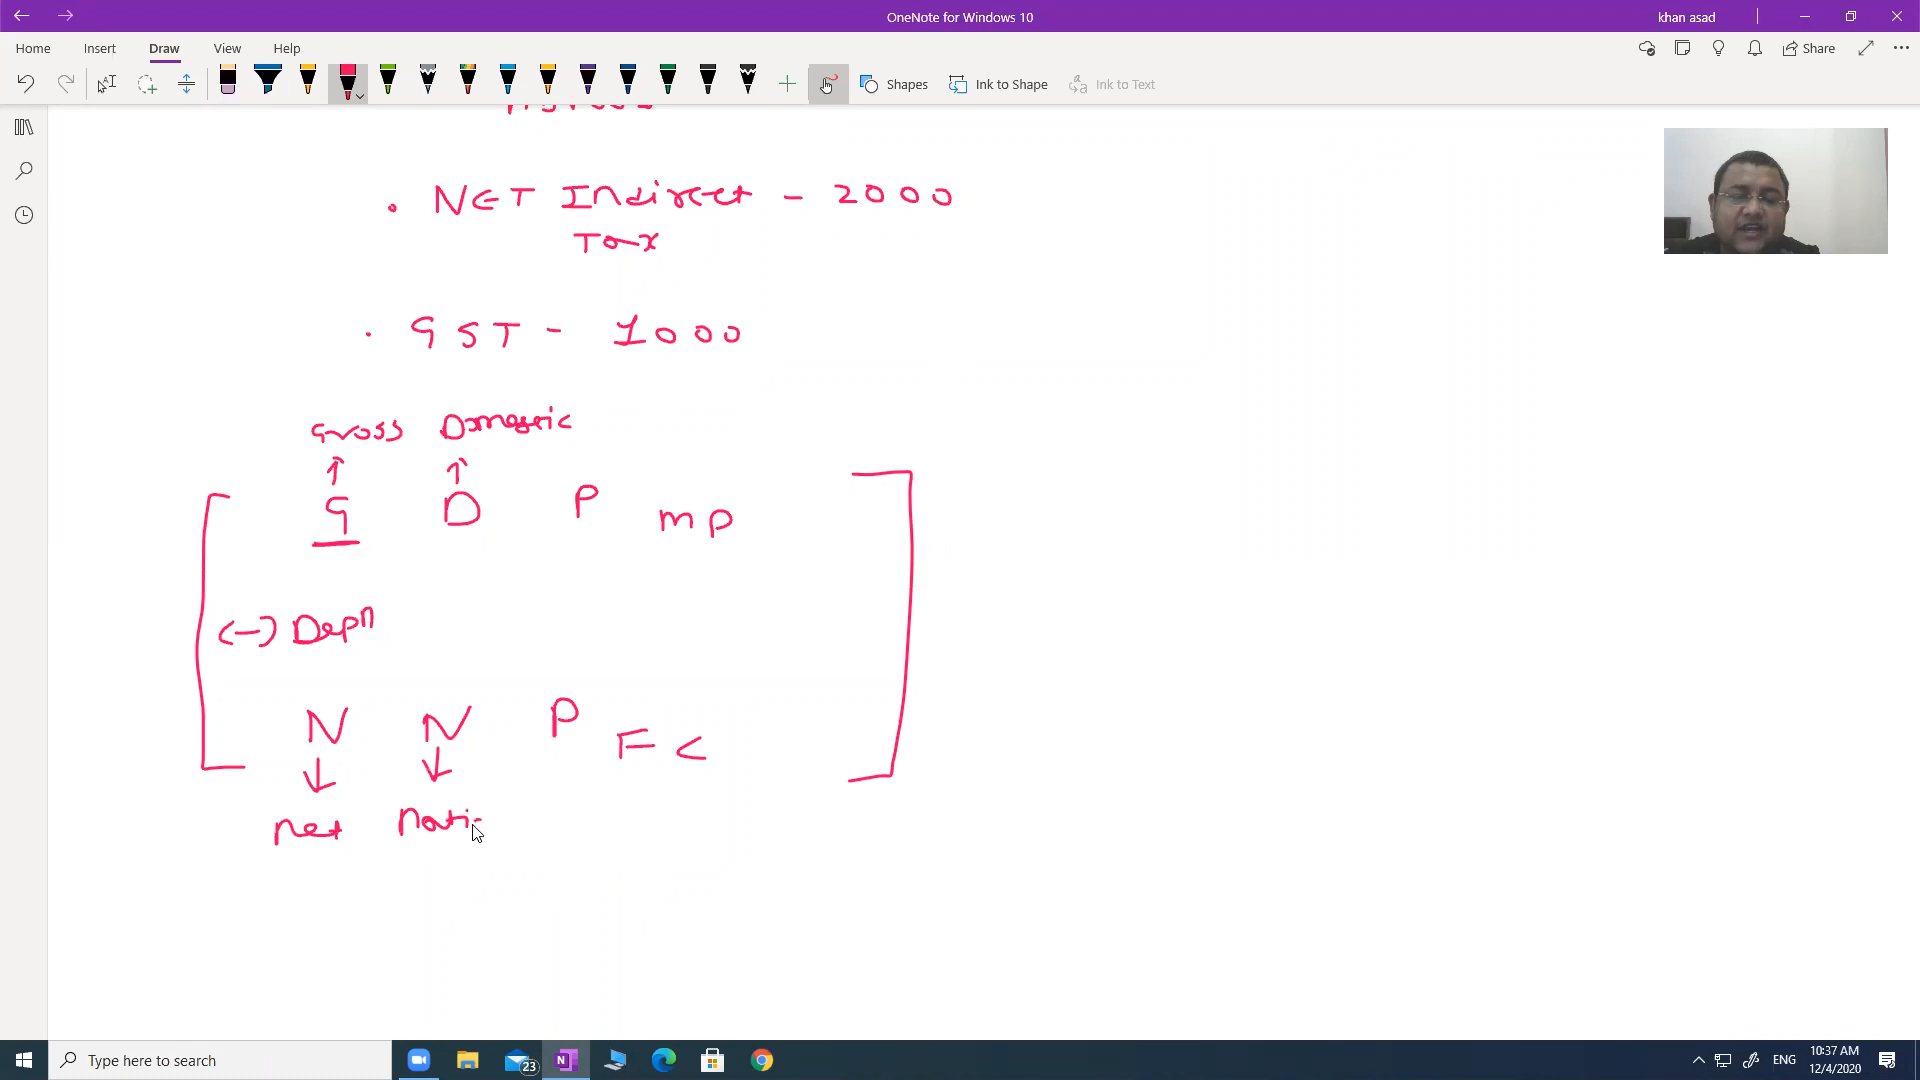 OneNote for Windows 10
khan asad
Home Insert Draw View Help
Share
Shapes Ink to Shape Ink to Text
. NET Indirect - 2000
Tax
. GST - 1000
Gross Domestic
G D P mp
(-) Depn
N N P FC
net nati
Type here to search
23
ENG
10:37 AM
12/4/2020